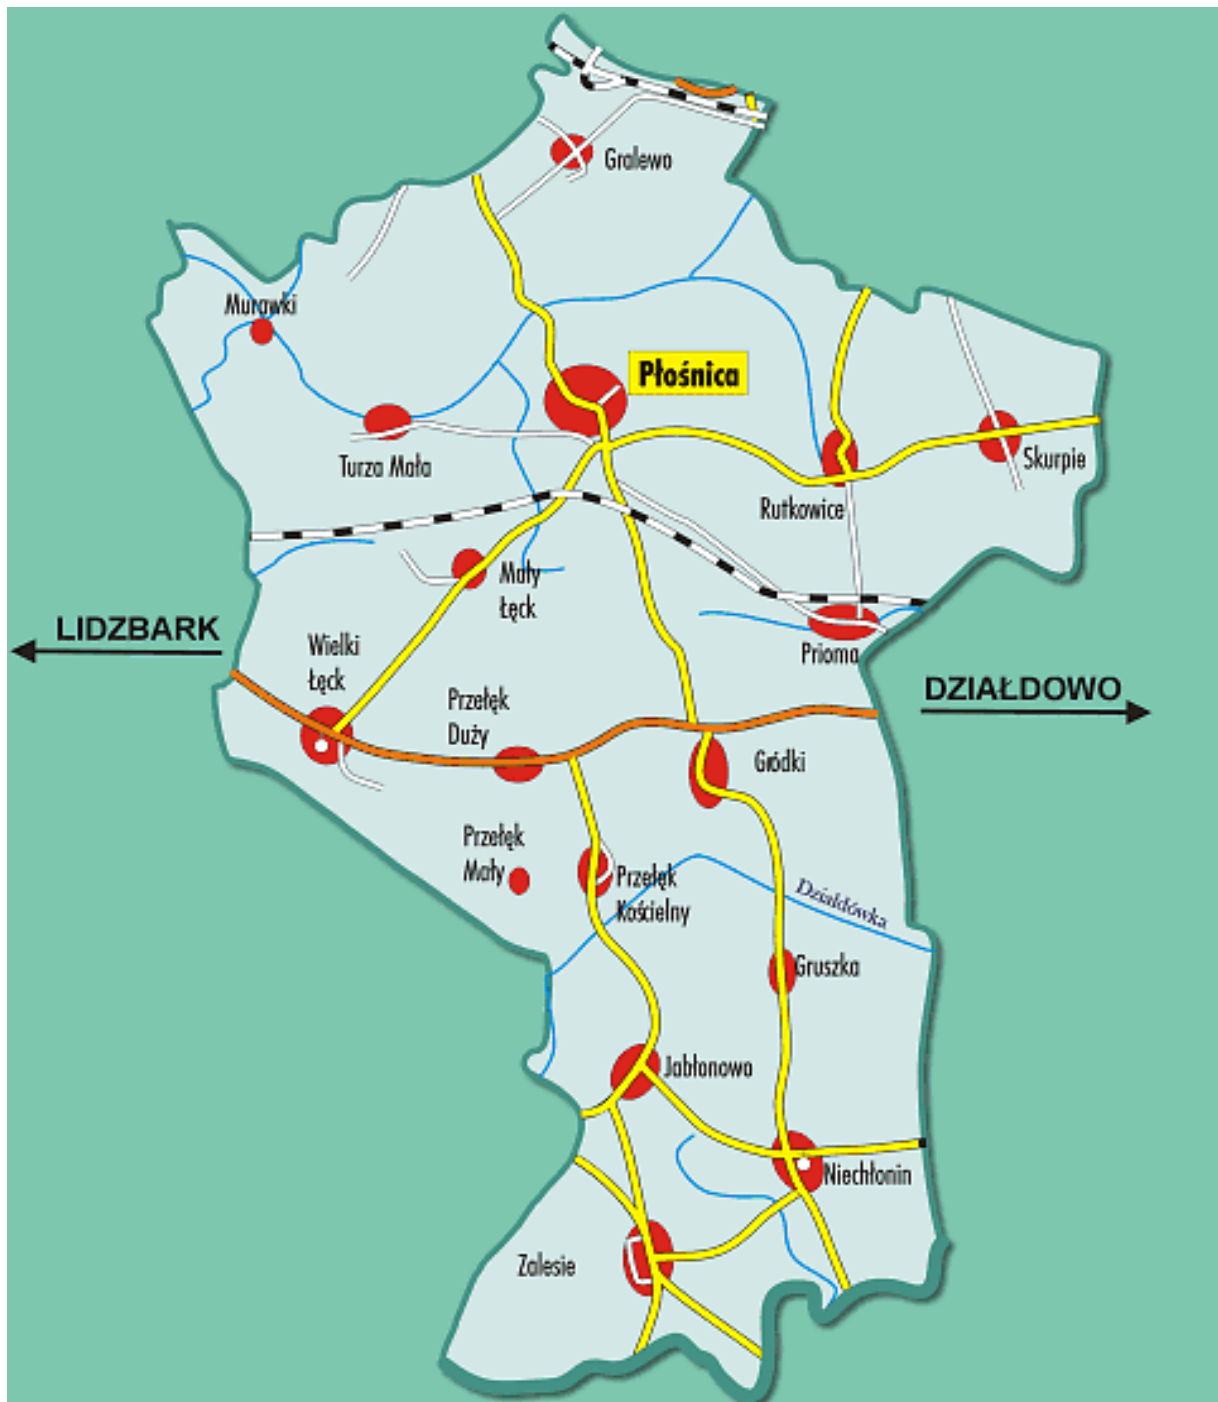 Gralewo
Murawki
Płośnica
Turza Mała
Skurpie
Rutkowice
Mały
Łęck
LIDZBARK
Wielki
Łęck
Prioma
DZIAŁDOWO
Przełęk
Duży
Gródki
Przełęk
Mały
Przełęk
Kościelny
Działdówka
Gruszka
Jabłonowo
Niechłonin
Zalesie